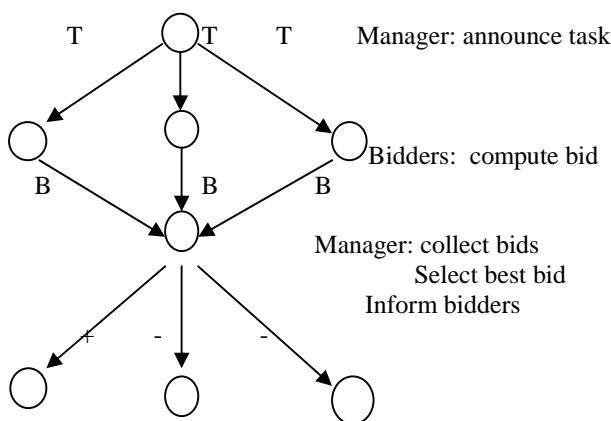 T T T Manager: announce task
Bidders: compute bid
B B B
Manager: collect bids
Select best bid
Inform bidders
+ - -